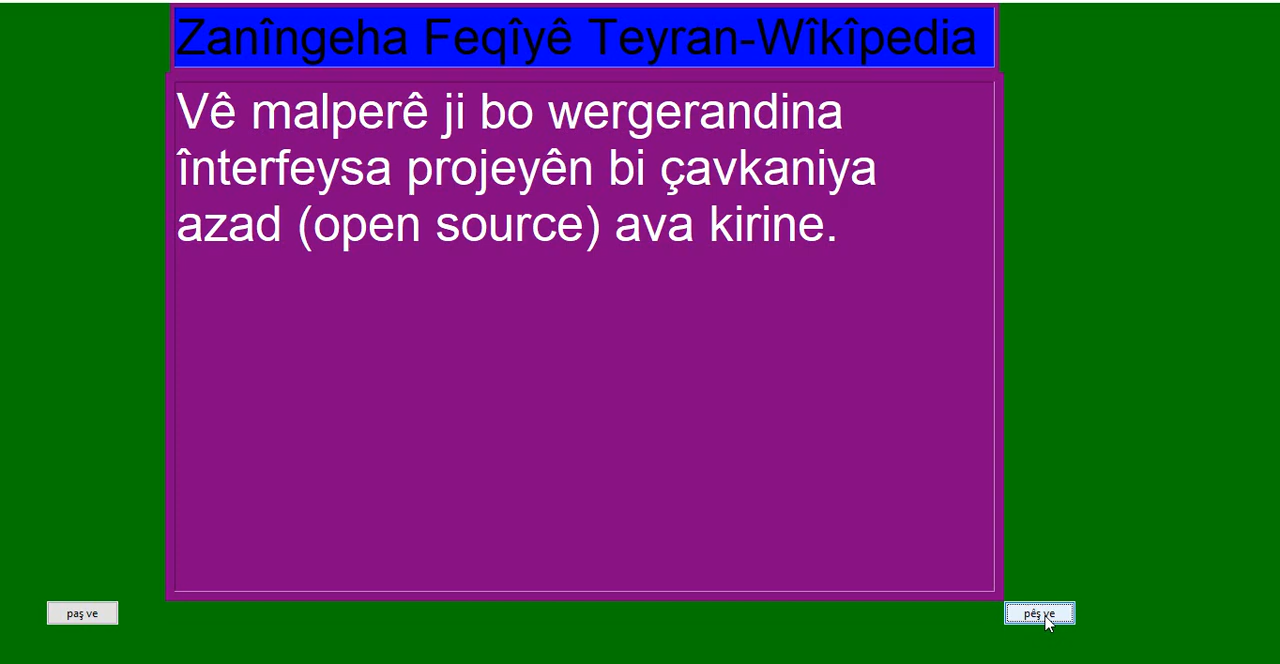 Zanîngeha Feqîyê Teyran-Wîkîpedia
Vê malperê ji bo wergerandina
înterfeysa projeyên bi çavkaniya
azad (open source) ava kirine.
paş ve
pêş ve